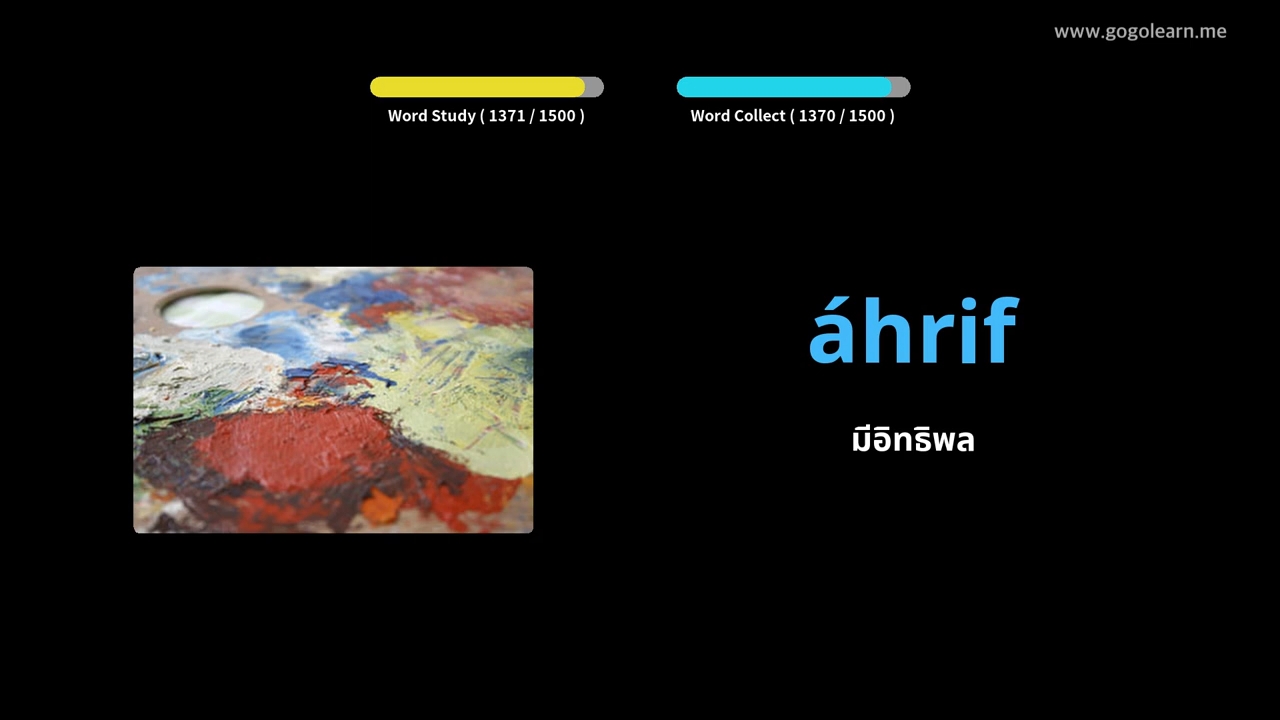 www.gogolearn.me
Word Study ( 1371 / 1500 )
Word Collect ( 1370 / 1500 )
áhrif
มีอิทธิพล